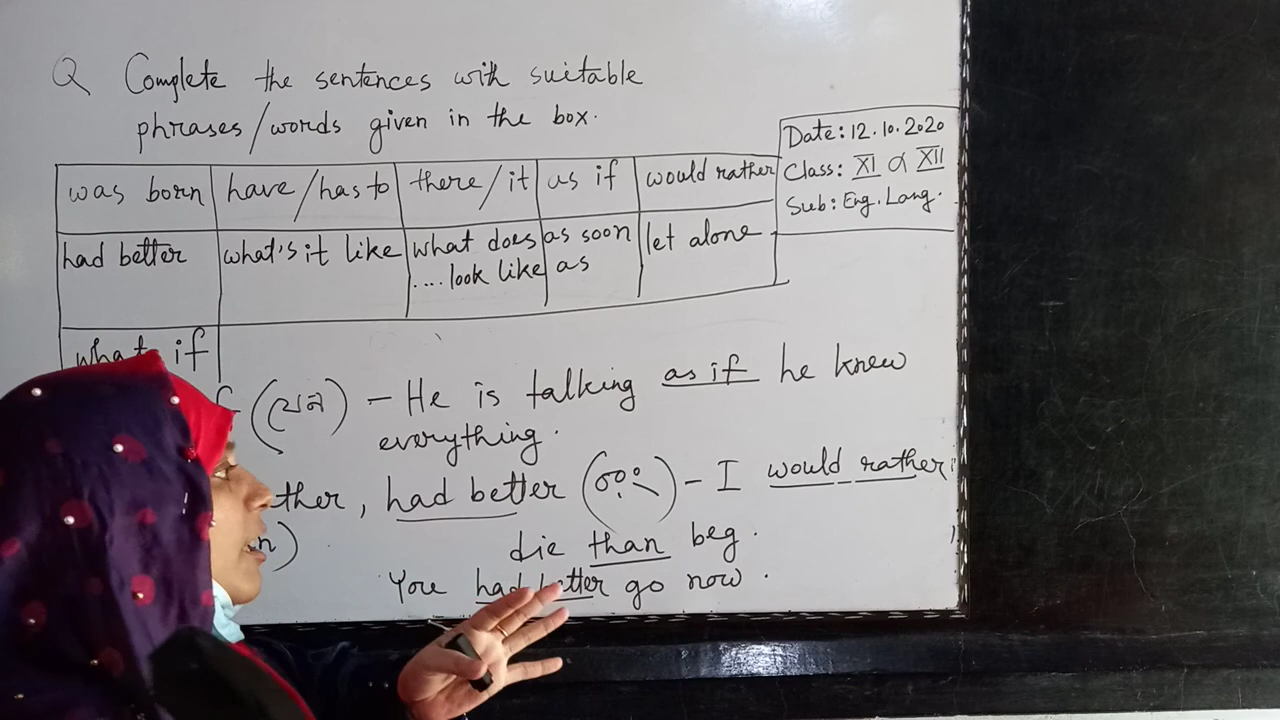 Q Complete the sentences with suitable
phrases/words given in the box.
Date: 12.10.2020
Class: XI & XII
Sub: Eng. Lang.
was born | have/has to | there/it | as if | would rather
had better | what's it like | what does ....look like | as soon as | let alone
what if
(যেন) – He is talking as if he knew
everything.
ther, had better (বরং) – I would rather
die than beg.
You had better go now.